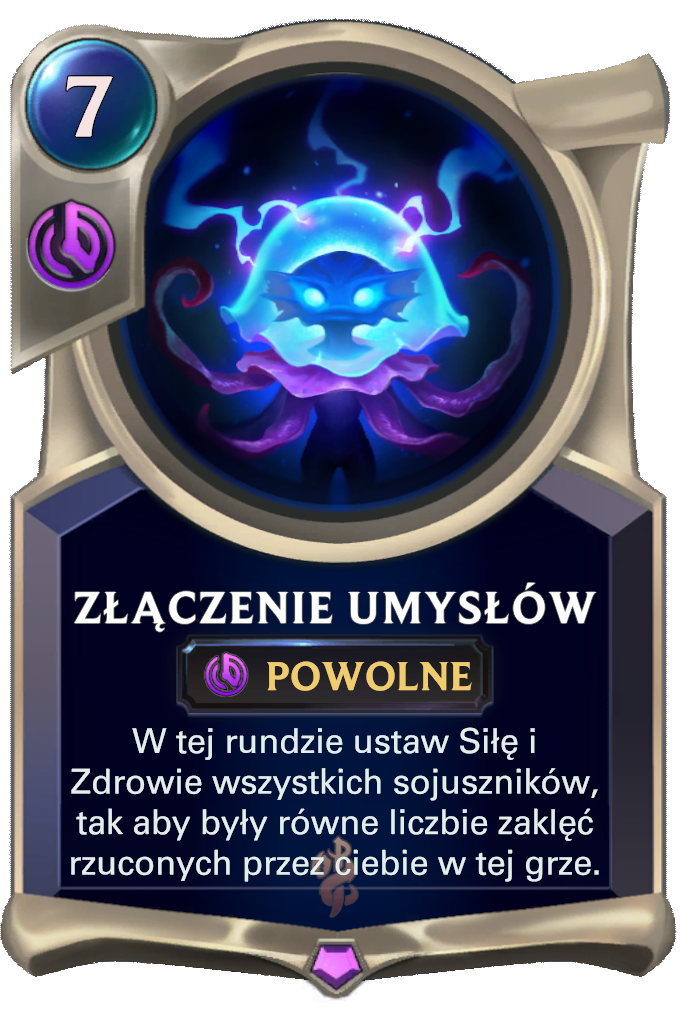 7
ZŁĄCZENIE UMYSŁÓW
POWOLNE
W tej rundzie ustaw Siłę i
Zdrowie wszystkich sojuszników,
tak aby były równe liczbie zaklęć
rzuconych przez ciebie w tej grze.